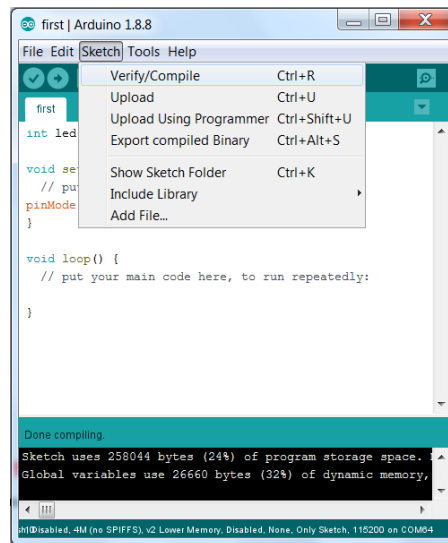 first | Arduino 1.8.8
File Edit Sketch Tools Help
Verify/Compile Ctrl+R
Upload Ctrl+U
Upload Using Programmer Ctrl+Shift+U
Export compiled Binary Ctrl+Alt+S
Show Sketch Folder Ctrl+K
Include Library
Add File...
first
int led
void se
// pu
pinMode
}
void loop() {
// put your main code here, to run repeatedly:
}
Done compiling.
Sketch uses 258044 bytes (24%) of program storage space.
Global variables use 26660 bytes (32%) of dynamic memory,
Disabled, 4M (no SPIFFS), v2 Lower Memory, Disabled, None, Only Sketch, 115200 on COM64